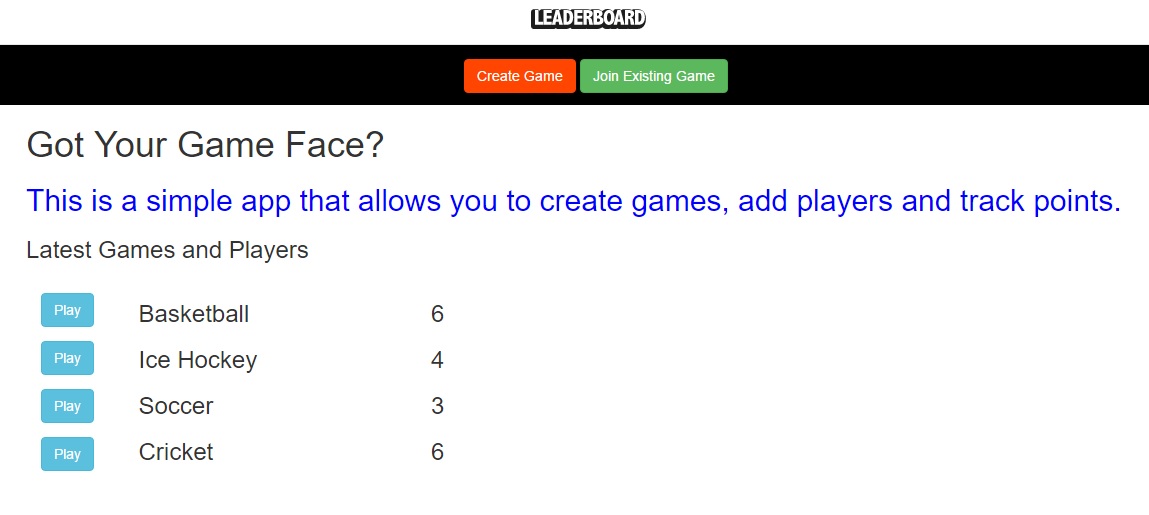 LEADERBOARD
Create Game Join Existing Game
Got Your Game Face?
This is a simple app that allows you to create games, add players and track points.
Latest Games and Players
Play Basketball 6
Play Ice Hockey 4
Play Soccer 3
Play Cricket 6